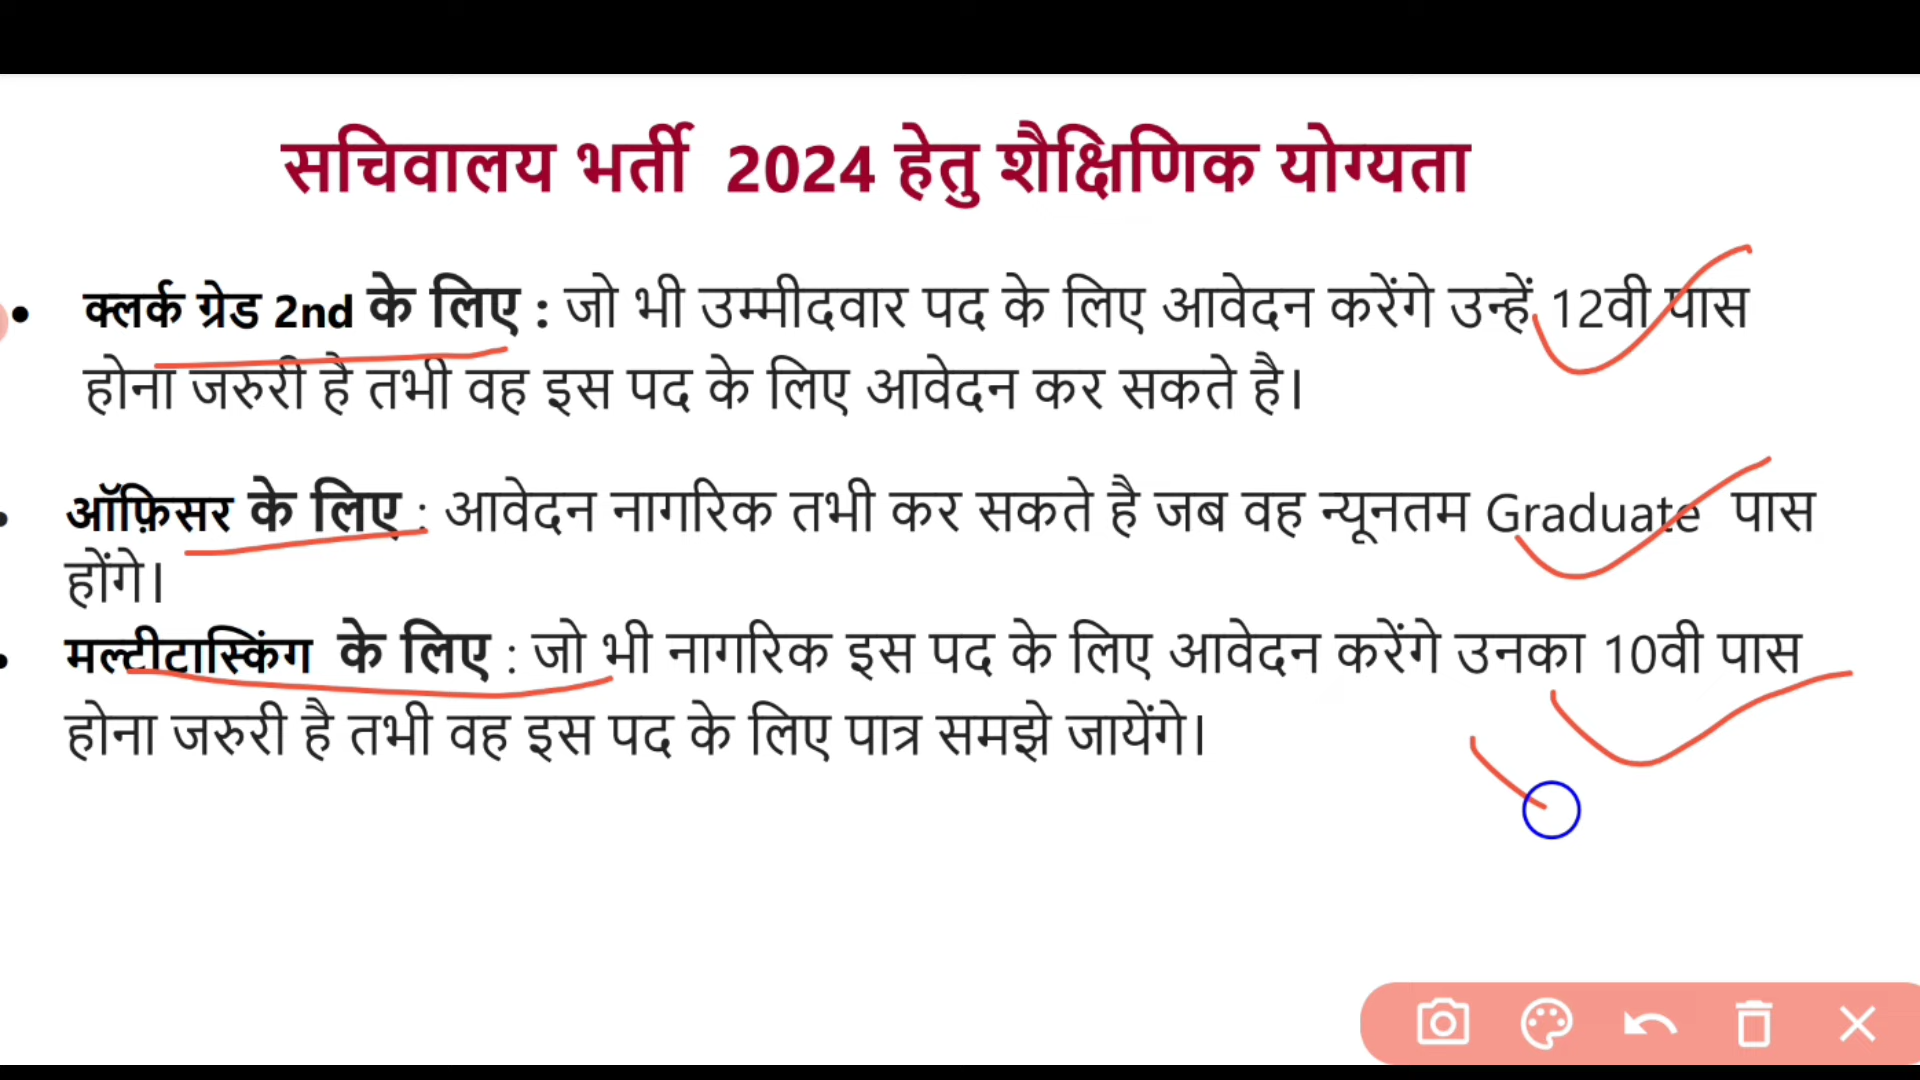 सचिवालय भर्ती 2024 हेतु शैक्षिणिक योग्यता
• क्लर्क ग्रेड 2nd के लिए : जो भी उम्मीदवार पद के लिए आवेदन करेंगे उन्हें 12वी पास
होना जरुरी है तभी वह इस पद के लिए आवेदन कर सकते है।
• ऑफ़िसर के लिए : आवेदन नागरिक तभी कर सकते है जब वह न्यूनतम Graduate पास
होंगे।
• मल्टीटास्किंग के लिए : जो भी नागरिक इस पद के लिए आवेदन करेंगे उनका 10वी पास
होना जरुरी है तभी वह इस पद के लिए पात्र समझे जायेंगे।